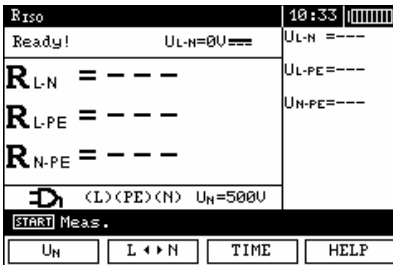 RISO 10:33
Ready! UL-N=0V
UL-N =---
RL-N = ---
UL-PE=---
RL-PE = ---
UN-PE=---
RN-PE = ---
(L)(PE)(N) UN=500V
START Meas.
UN L◂▸N TIME HELP